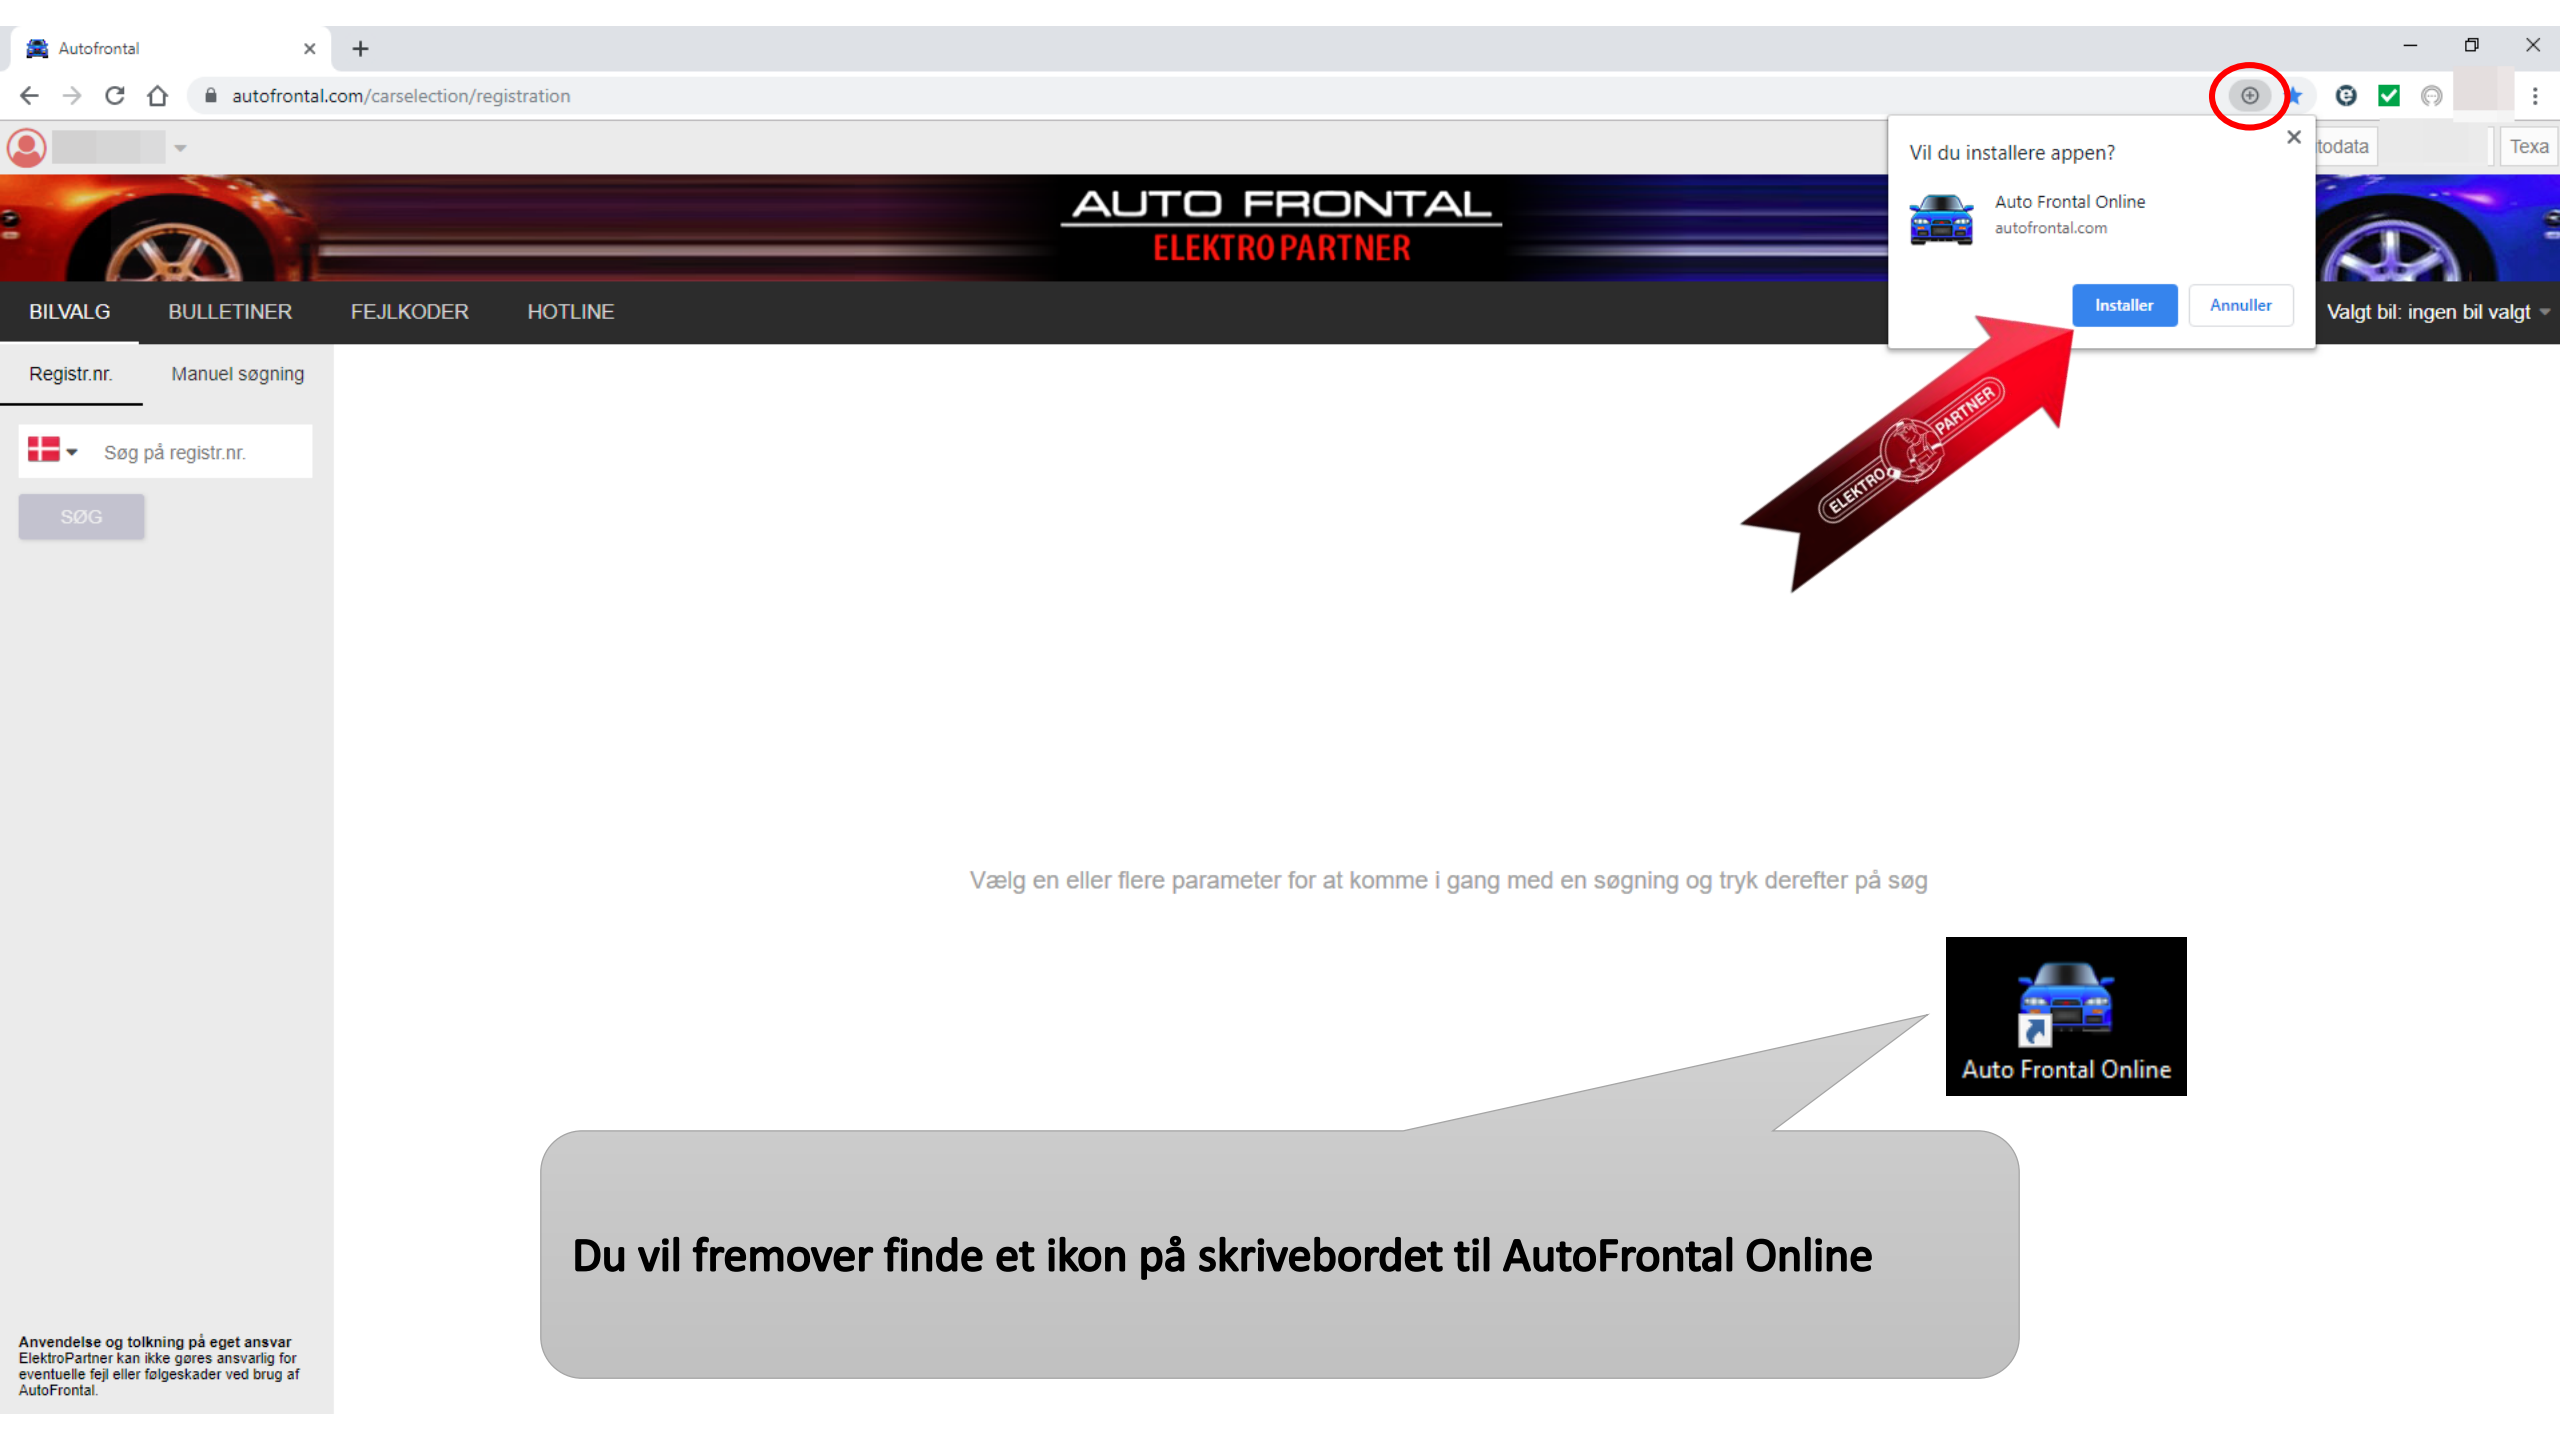 Autofrontal
autofrontal.com/carselection/registration
Vil du installere appen?
Auto Frontal Online
autofrontal.com
Installer Annuller
todata Texa
AUTO FRONTAL
ELEKTROPARTNER
BILVALG BULLETINER FEJLKODER HOTLINE
Valgt bil: ingen bil valgt
Registr.nr. Manuel søgning
Søg på registr.nr.
SØG
ELEKTRO PARTNER
Vælg en eller flere parameter for at komme i gang med en søgning og tryk derefter på søg
Auto Frontal Online
Du vil fremover finde et ikon på skrivebordet til AutoFrontal Online
Anvendelse og tolkning på eget ansvar
ElektroPartner kan ikke gøres ansvarlig for
eventuelle fejl eller følgeskader ved brug af
AutoFrontal.